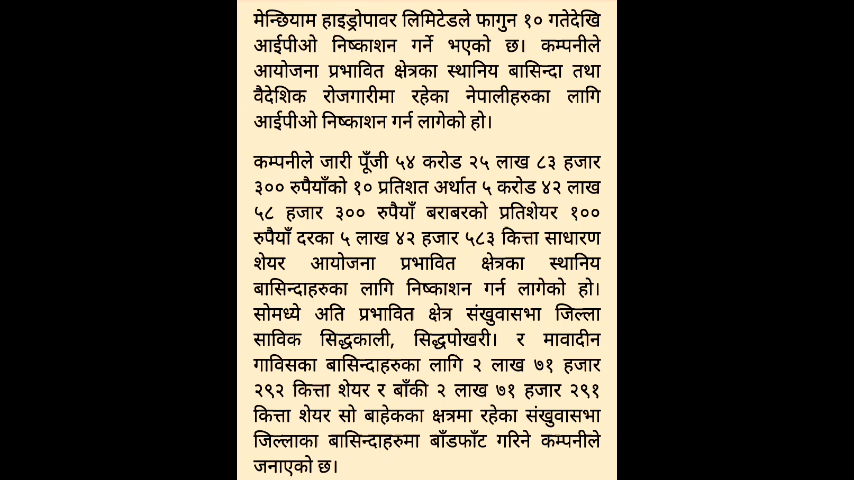 मेन्छियाम हाइड्रोपावर लिमिटेडले फागुन १० गतेदेखि
आईपीओ निष्काशन गर्ने भएको छ। कम्पनीले
आयोजना प्रभावित क्षेत्रका स्थानिय बासिन्दा तथा
वैदेशिक रोजगारीमा रहेका नेपालीहरुका लागि
आईपीओ निष्काशन गर्न लागेको हो।
कम्पनीले जारी पूँजी ५४ करोड २५ लाख ८३ हजार
३०० रुपैयाँको १० प्रतिशत अर्थात ५ करोड ४२ लाख
५८ हजार ३०० रुपैयाँ बराबरको प्रतिशेयर १००
रुपैयाँ दरका ५ लाख ४२ हजार ५८३ कित्ता साधारण
शेयर आयोजना प्रभावित क्षेत्रका स्थानिय
बासिन्दाहरुका लागि निष्काशन गर्न लागेको हो।
सोमध्ये अति प्रभावित क्षेत्र संखुवासभा जिल्ला
साविक सिद्धकाली, सिद्धपोखरी। र मावादीन
गाविसका बासिन्दाहरुका लागि २ लाख ७१ हजार
२९२ कित्ता शेयर र बाँकी २ लाख ७१ हजार २९१
कित्ता शेयर सो बाहेकका क्षत्रमा रहेका संखुवासभा
जिल्लाका बासिन्दाहरुमा बाँडफाँट गरिने कम्पनीले
जनाएको छ।